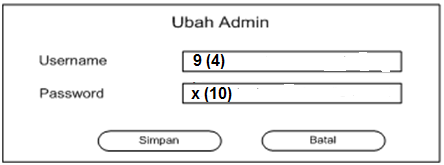 Ubah Admin
Username 9 (4)
Password x (10)
Simpan Batal